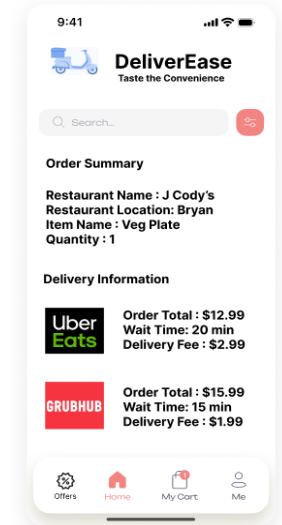 9:41
DeliverEase
Taste the Convenience
Search...
Order Summary
Restaurant Name : J Cody's
Restaurant Location: Bryan
Item Name : Veg Plate
Quantity : 1
Delivery Information
Uber
Eats
Order Total : $12.99
Wait Time: 20 min
Delivery Fee : $2.99
GRUBHUB
Order Total : $15.99
Wait Time: 15 min
Delivery Fee : $1.99
Offers
Home
My Cart
Me